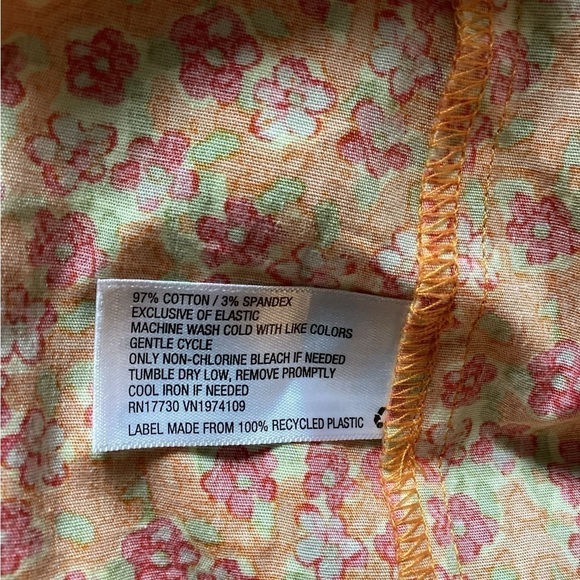 97% COTTON / 3% SPANDEX
EXCLUSIVE OF ELASTIC
MACHINE WASH COLD WITH LIKE COLORS
GENTLE CYCLE
ONLY NON-CHLORINE BLEACH IF NEEDED
TUMBLE DRY LOW, REMOVE PROMPTLY
COOL IRON IF NEEDED
RN17730 VN1974109
LABEL MADE FROM 100% RECYCLED PLASTIC